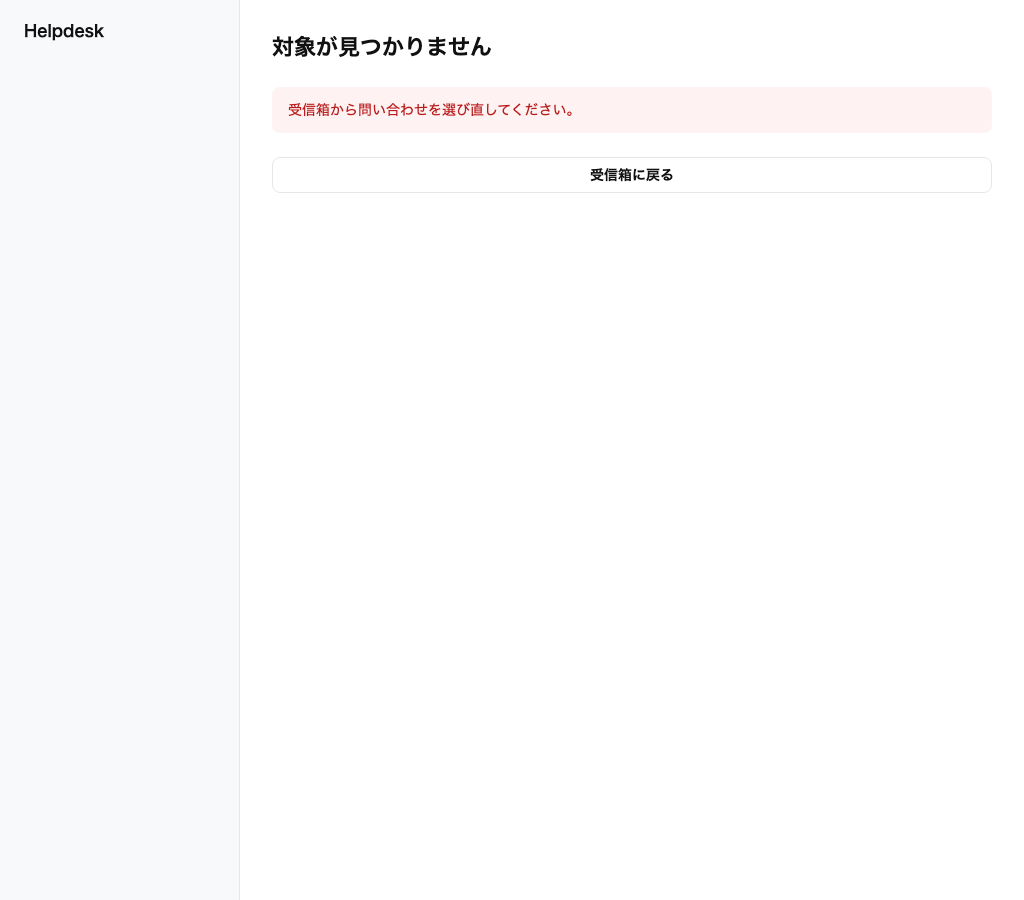 Helpdesk
対象が見つかりません
受信箱から問い合わせを選び直してください。
受信箱に戻る